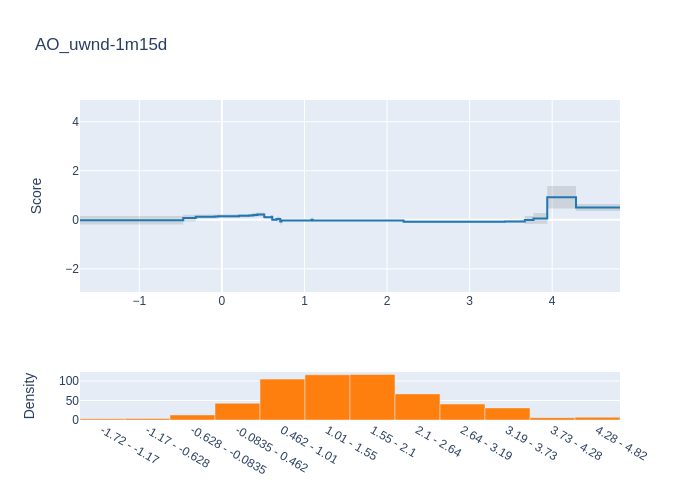 AO_uwnd-1m15d
Score
4
2
0
−2
−1
0
1
2
3
4
Density
100
50
0
-1.72 - -1.17
-1.17 - -0.628
-0.628 - -0.0835
-0.0835 - 0.462
0.462 - 1.01
1.01 - 1.55
1.55 - 2.1
2.1 - 2.64
2.64 - 3.19
3.19 - 3.73
3.73 - 4.28
4.28 - 4.82